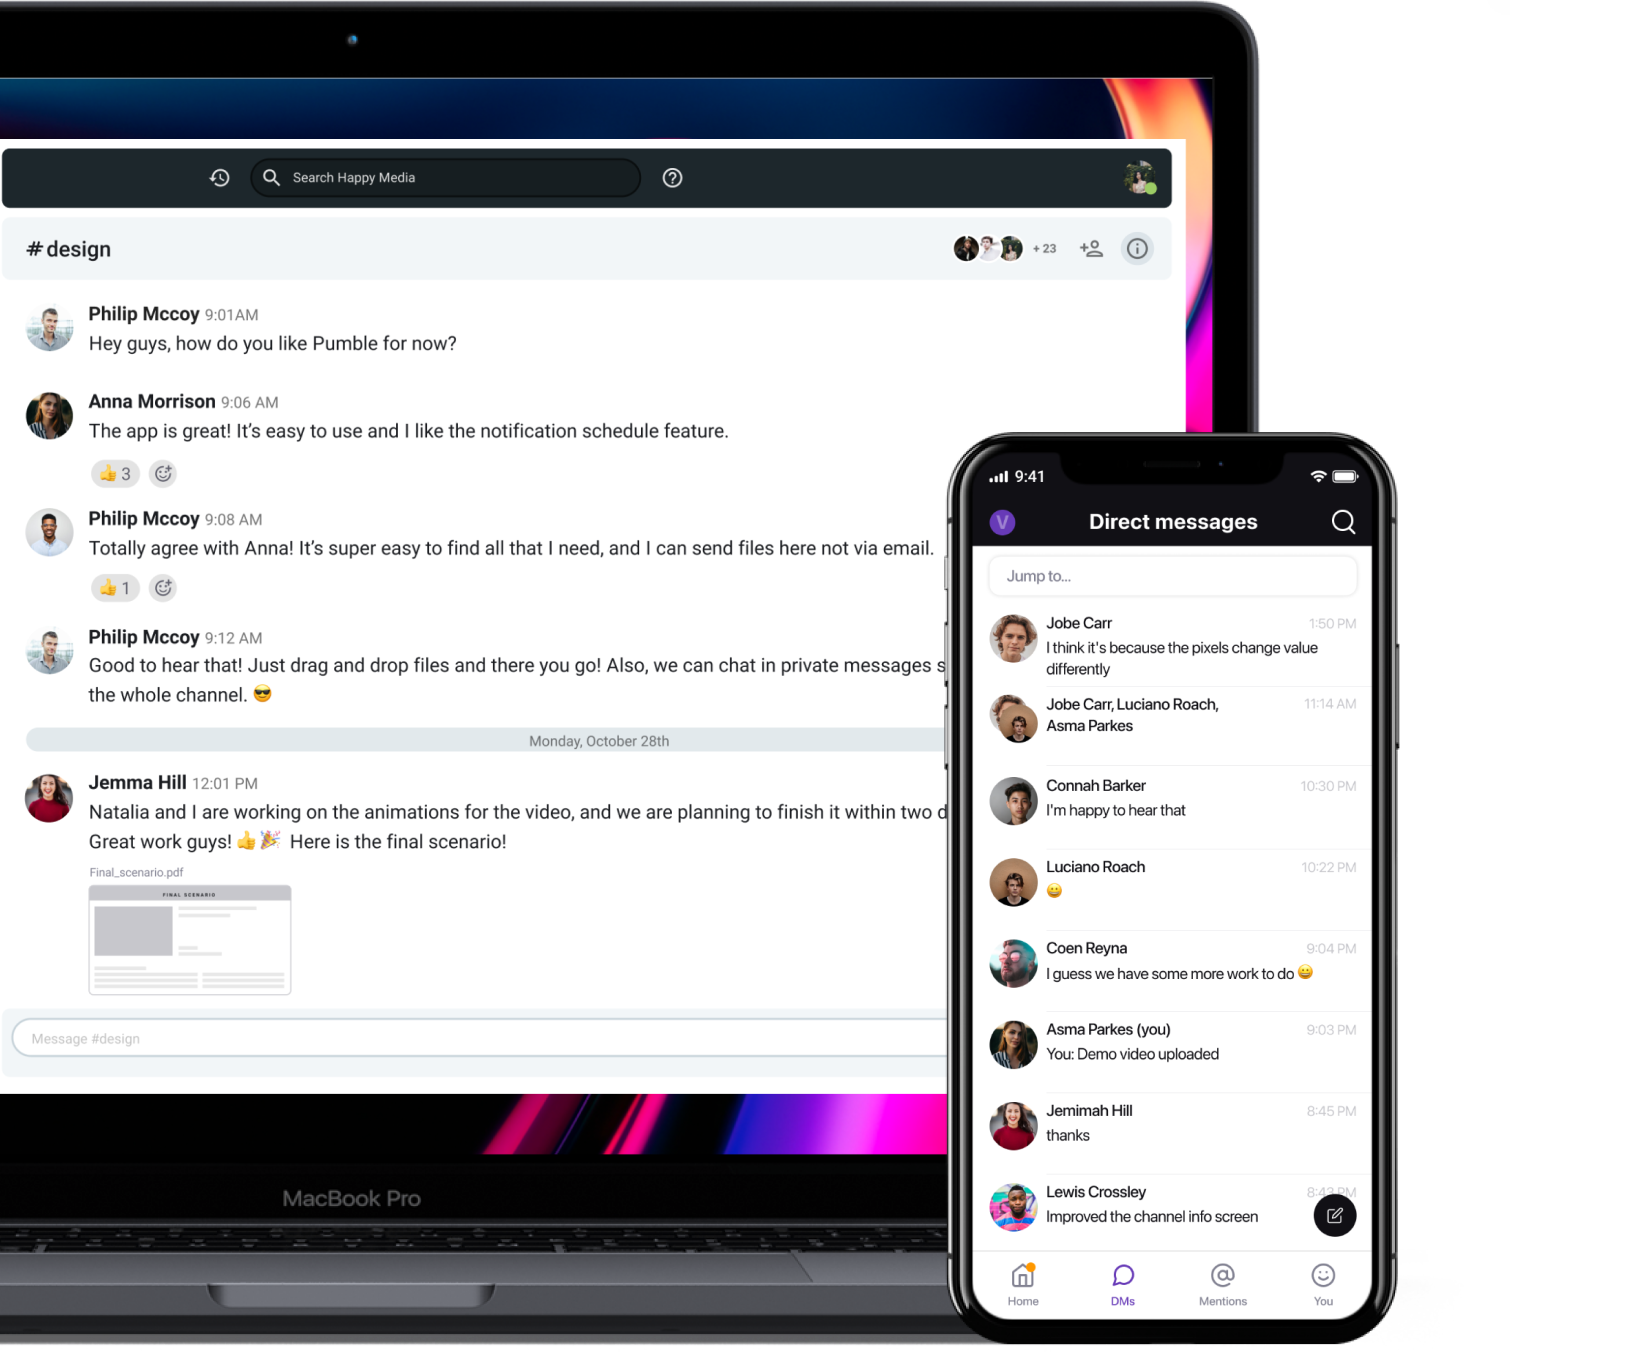 Search Happy Media
# design
+ 23
Philip Mccoy 9:01AM
Hey guys, how do you like Pumble for now?
Anna Morrison 9:06 AM
The app is great! It’s easy to use and I like the notification schedule feature.
👍 3
Philip Mccoy 9:08 AM
Totally agree with Anna! It’s super easy to find all that I need, and I can send files here not via email.
👍 1
Philip Mccoy 9:12 AM
Good to hear that! Just drag and drop files and there you go! Also, we can chat in private messages s
the whole channel. 😎
Monday, October 28th
Jemma Hill 12:01 PM
Natalia and I are working on the animations for the video, and we are planning to finish it within two d
Great work guys! 👍🎉 Here is the final scenario!
Final_scenario.pdf
FINAL SCENARIO
Message #design
MacBook Pro
9:41
V
Direct messages
Jump to...
Jobe Carr 1:50 PM
I think it's because the pixels change value
differently
Jobe Carr, Luciano Roach, 11:14 AM
Asma Parkes
Connah Barker 10:30 PM
I'm happy to hear that
Luciano Roach 10:22 PM
😀
Coen Reyna 9:04 PM
I guess we have some more work to do 😀
Asma Parkes (you) 9:03 PM
You: Demo video uploaded
Jemimah Hill 8:45 PM
thanks
Lewis Crossley 8:43 PM
Improved the channel info screen
Home
DMs
Mentions
You